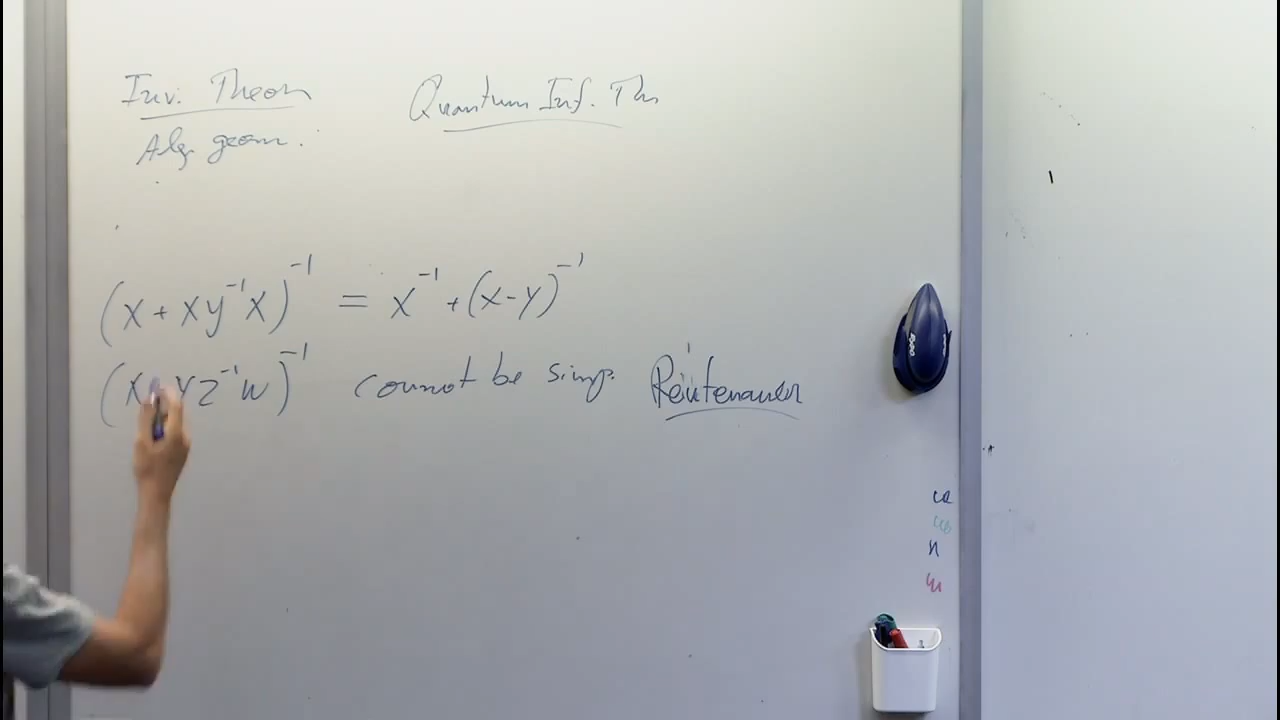 Inv. Theory Quantum Inf. Th
Alg. geom.
(x + xy⁻¹x)⁻¹ = x⁻¹ + (x-y)⁻¹
(x + yz⁻¹w)⁻¹ cannot be simp. Reutenauer